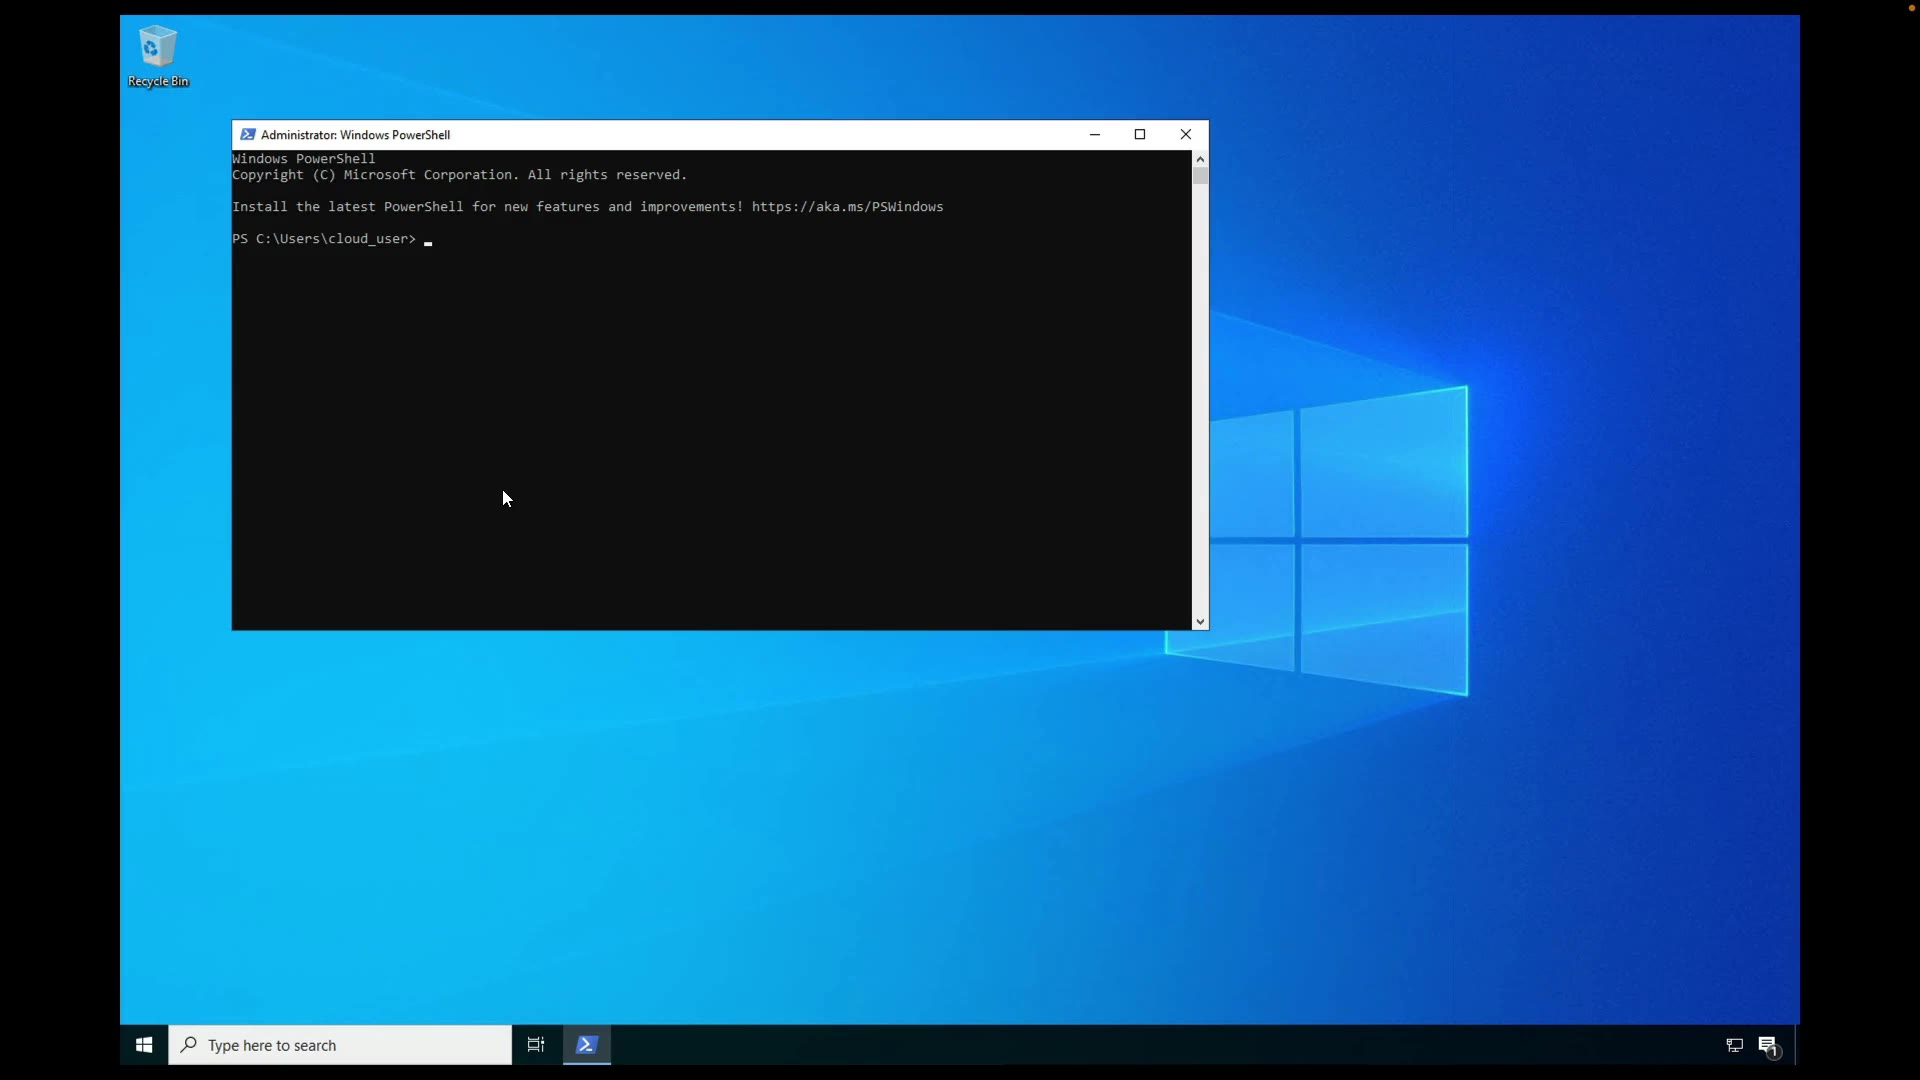 Recycle Bin
Administrator: Windows PowerShell
Windows PowerShell
Copyright (C) Microsoft Corporation. All rights reserved.
Install the latest PowerShell for new features and improvements! https://aka.ms/PSWindows
PS C:\Users\cloud_user>
Type here to search
1